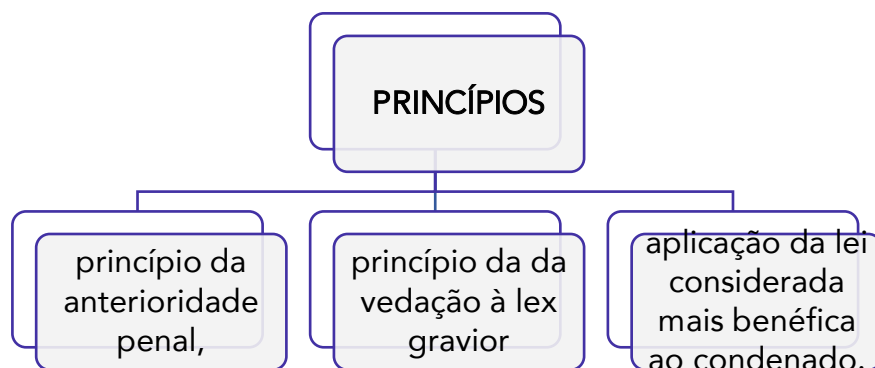 PRINCÍPIOS
princípio da
anterioridade
penal,
princípio da da
vedação à lex
gravior
aplicação da lei
considerada
mais benéfica
ao condenado.